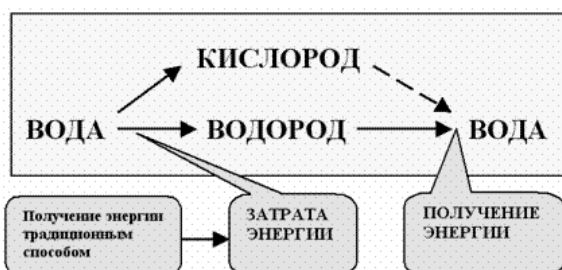 КИСЛОРОД
ВОДА ВОДОРОД ВОДА
Получение энергии
традиционным
способом
ЗАТРАТА
ЭНЕРГИИ
ПОЛУЧЕНИЕ
ЭНЕРГИИ